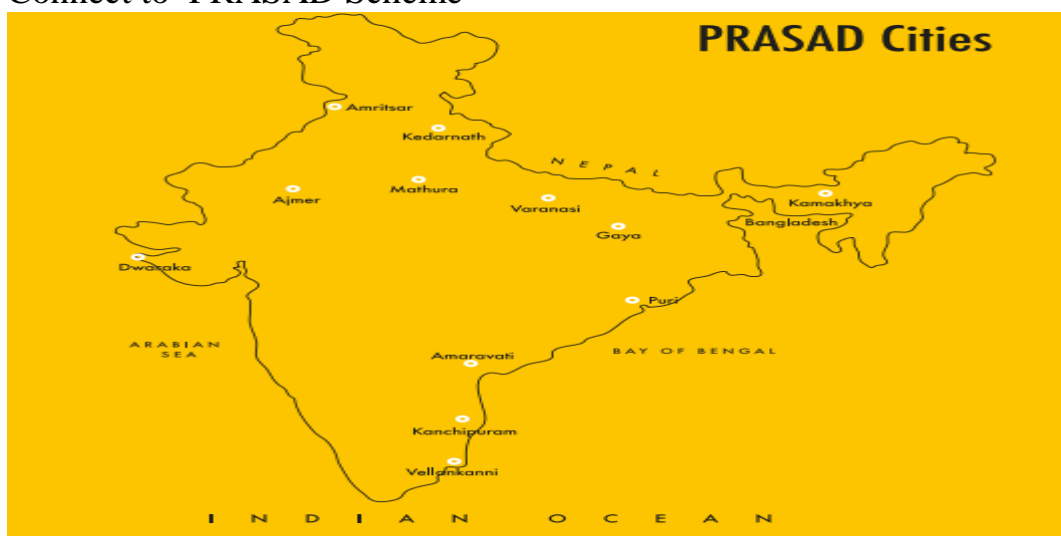 Connect to PRASAD Scheme
PRASAD Cities
Amritsar
Kedarnath
NEPAL
Mathura
Ajmer
Varanasi
Kamakhya
Bangladesh
Gaya
Dwaraka
Puri
ARABIAN
SEA
BAY OF BENGAL
Amaravati
Kanchipuram
Vellankanni
INDIAN OCEAN